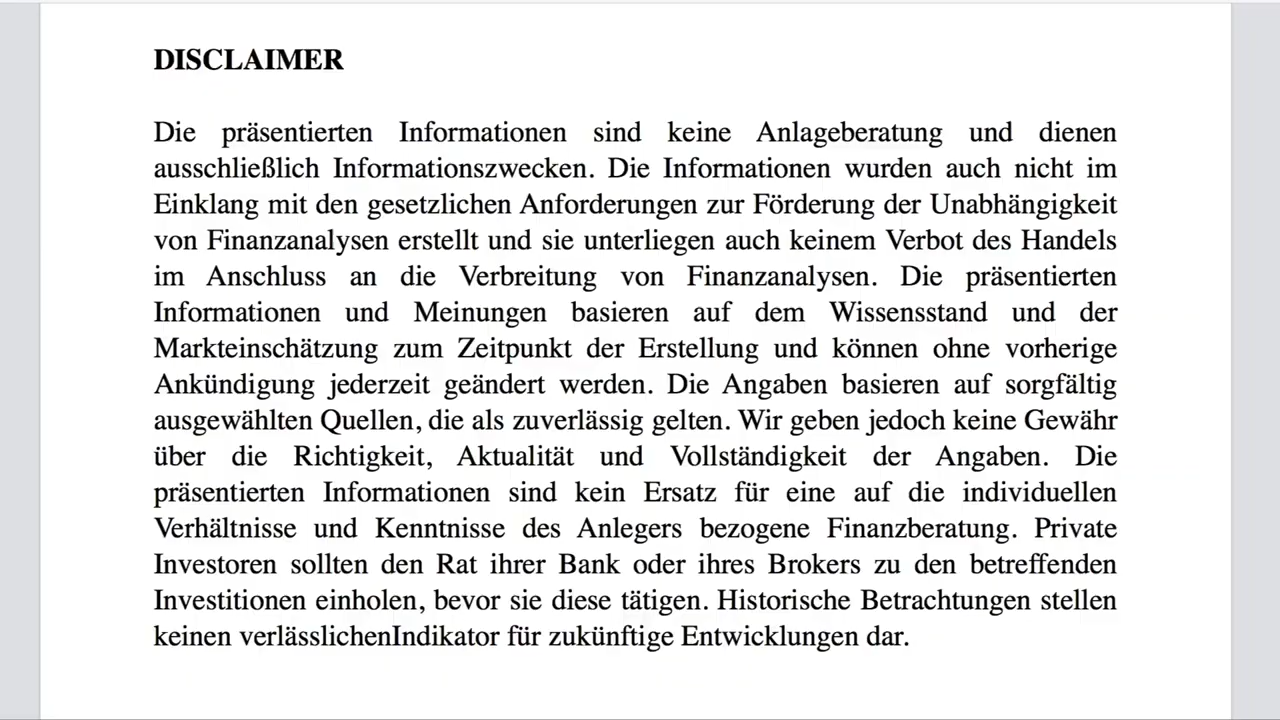 DISCLAIMER
Die präsentierten Informationen sind keine Anlageberatung und dienen
ausschließlich Informationszwecken. Die Informationen wurden auch nicht im
Einklang mit den gesetzlichen Anforderungen zur Förderung der Unabhängigkeit
von Finanzanalysen erstellt und sie unterliegen auch keinem Verbot des Handels
im Anschluss an die Verbreitung von Finanzanalysen. Die präsentierten
Informationen und Meinungen basieren auf dem Wissensstand und der
Markteinschätzung zum Zeitpunkt der Erstellung und können ohne vorherige
Ankündigung jederzeit geändert werden. Die Angaben basieren auf sorgfältig
ausgewählten Quellen, die als zuverlässig gelten. Wir geben jedoch keine Gewähr
über die Richtigkeit, Aktualität und Vollständigkeit der Angaben. Die
präsentierten Informationen sind kein Ersatz für eine auf die individuellen
Verhältnisse und Kenntnisse des Anlegers bezogene Finanzberatung. Private
Investoren sollten den Rat ihrer Bank oder ihres Brokers zu den betreffenden
Investitionen einholen, bevor sie diese tätigen. Historische Betrachtungen stellen
keinen verlässlichenIndikator für zukünftige Entwicklungen dar.